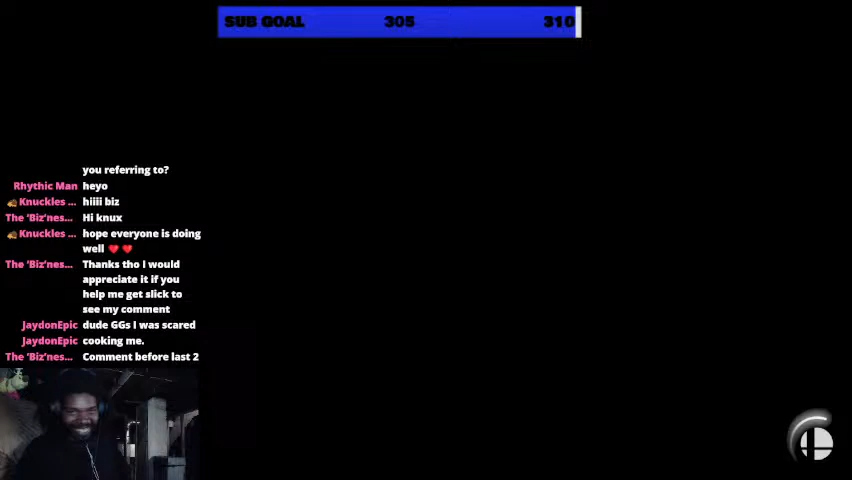 SUB GOAL 305 310
you referring to?
Rhythic Man heyo
Knuckles ... hiiii biz
The 'Biz'nes... Hi knux
Knuckles ... hope everyone is doing
well
The 'Biz'nes... Thanks tho I would
appreciate it if you
help me get slick to
see my comment
JaydonEpic dude GGs I was scared
JaydonEpic cooking me.
The 'Biz'nes... Comment before last 2